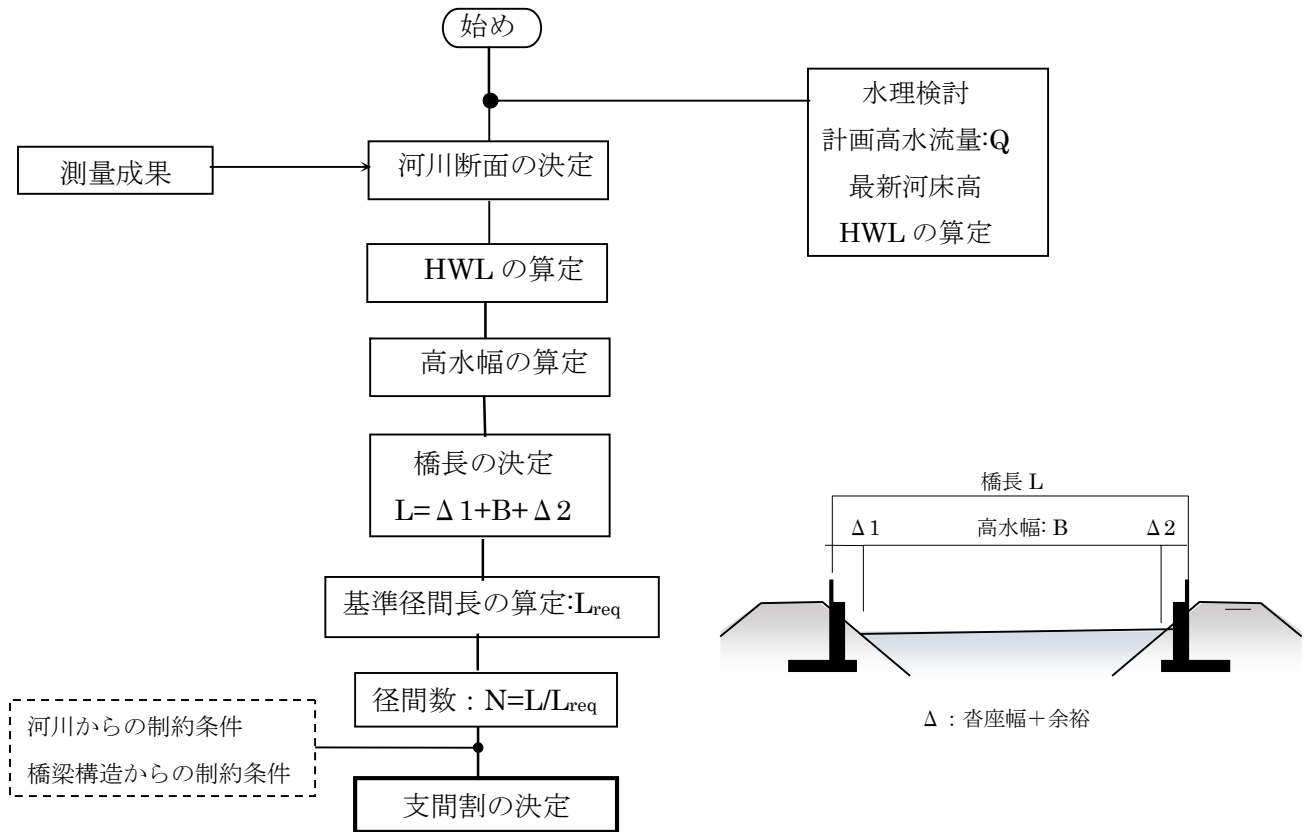 始め
水理検討
計画高水流量:Q
最新河床高
HWLの算定
測量成果
河川断面の決定
HWL の算定
高水幅の算定
橋長の決定
L=Δ1+B+Δ2
基準径間長の算定:Lreq
径間数：N=L/Lreq
河川からの制約条件
橋梁構造からの制約条件
支間割の決定
橋長 L
Δ1 高水幅: B Δ2
Δ：沓座幅＋余裕